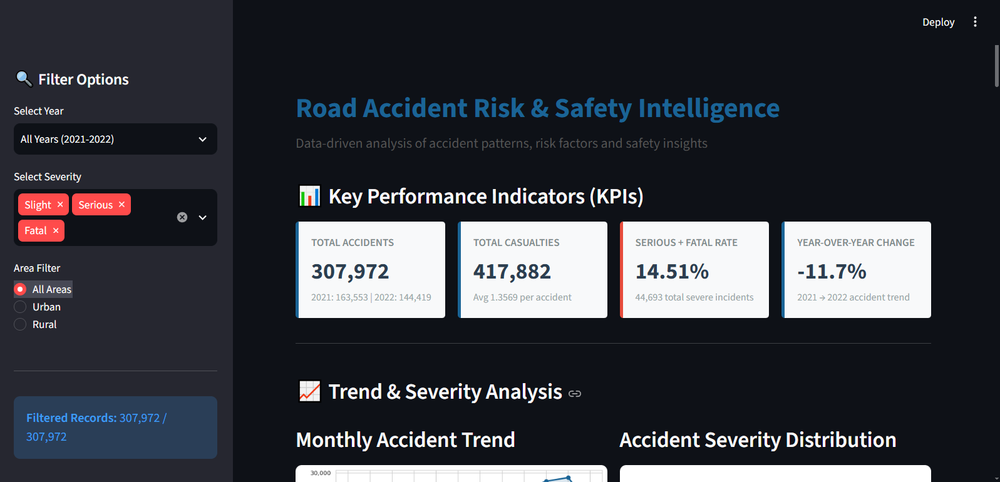 Deploy
Filter Options
Select Year
All Years (2021-2022)
Select Severity
Slight × Serious ×
Fatal ×
Area Filter
All Areas
Urban
Rural
Filtered Records: 307,972 /
307,972
Road Accident Risk & Safety Intelligence
Data-driven analysis of accident patterns, risk factors and safety insights
Key Performance Indicators (KPIs)
TOTAL ACCIDENTS
307,972
2021: 163,553 | 2022: 144,419
TOTAL CASUALTIES
417,882
Avg 1.3569 per accident
SERIOUS + FATAL RATE
14.51%
44,693 total severe incidents
YEAR-OVER-YEAR CHANGE
-11.7%
2021 → 2022 accident trend
Trend & Severity Analysis
Monthly Accident Trend
30,000
Accident Severity Distribution